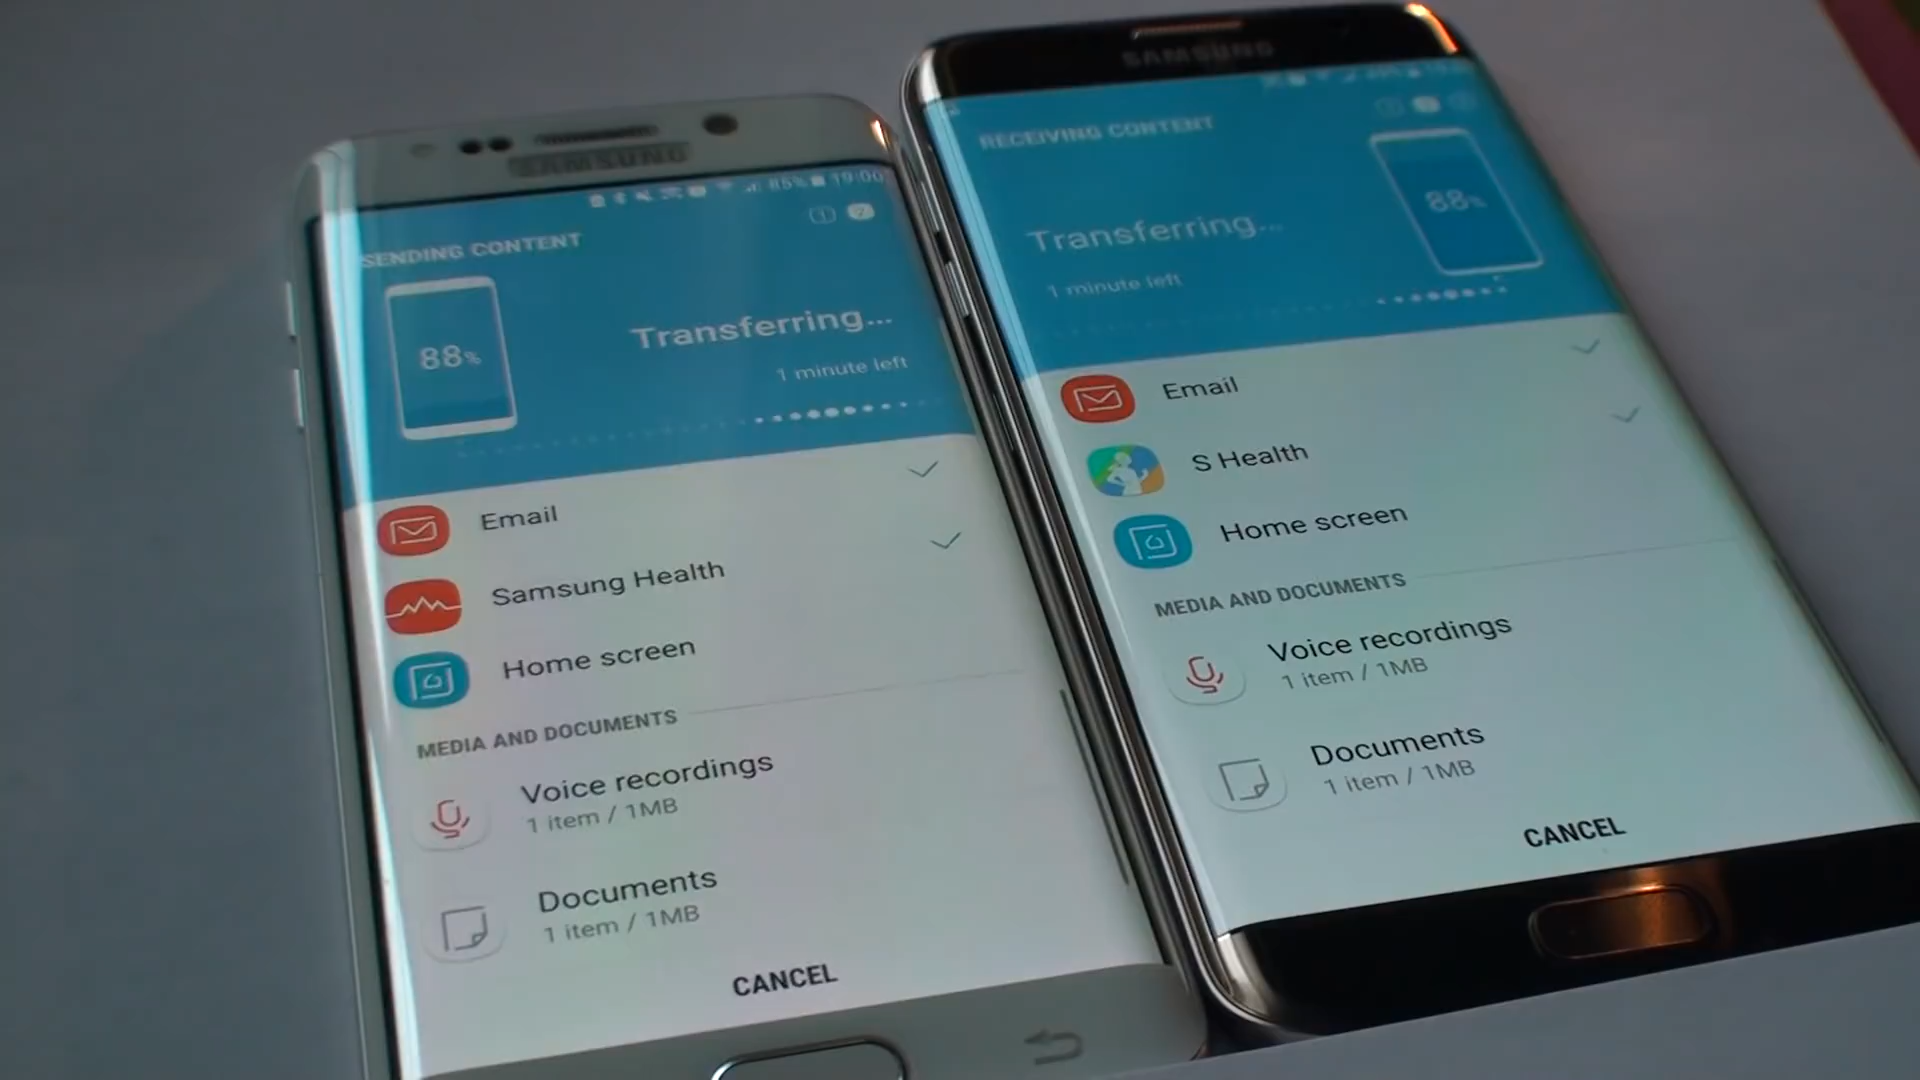 SAMSUNG
85% 19:00
SENDING CONTENT
88%
Transferring...
1 minute left
Email
Samsung Health
Home screen
MEDIA AND DOCUMENTS
Voice recordings
1 item / 1MB
Documents
1 item / 1MB
CANCEL
SAMSUNG
RECEIVING CONTENT
Transferring...
88%
1 minute left
Email
S Health
Home screen
MEDIA AND DOCUMENTS
Voice recordings
1 item / 1MB
Documents
1 item / 1MB
CANCEL